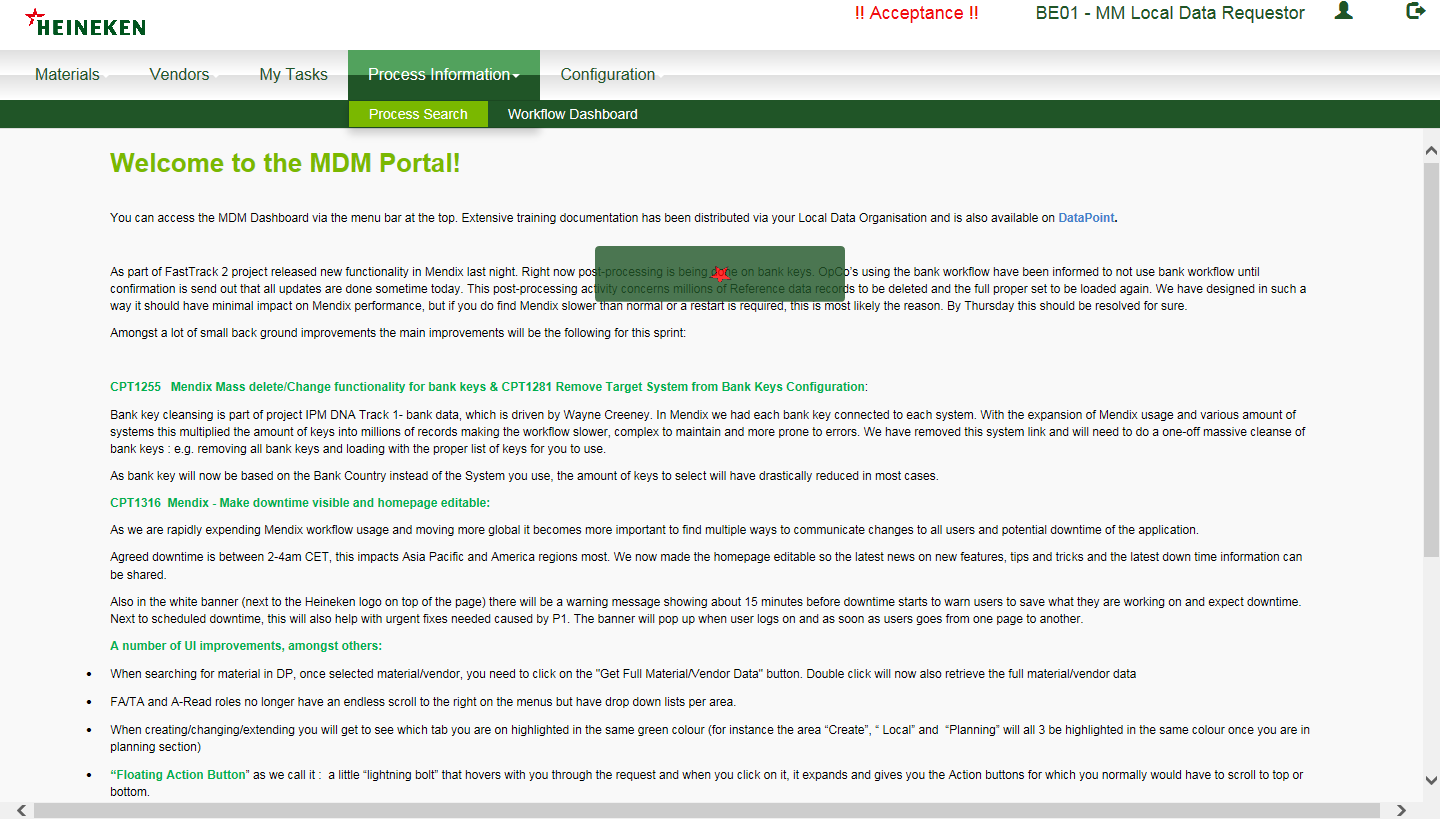 HEINEKEN
!! Acceptance !!
BE01 - MM Local Data Requestor
Materials
Vendors
My Tasks
Process Information
Configuration
Process Search
Workflow Dashboard
Welcome to the MDM Portal!
You can access the MDM Dashboard via the menu bar at the top. Extensive training documentation has been distributed via your Local Data Organisation and is also available on DataPoint.
As part of FastTrack 2 project released new functionality in Mendix last night. Right now post-processing is being done on bank keys. OpCo's using the bank workflow have been informed to not use bank workflow until
confirmation is send out that all updates are done sometime today. This post-processing activity concerns millions of Reference data records to be deleted and the full proper set to be loaded again. We have designed in such a
way it should have minimal impact on Mendix performance, but if you do find Mendix slower than normal or a restart is required, this is most likely the reason. By Thursday this should be resolved for sure.
Amongst a lot of small back ground improvements the main improvements will be the following for this sprint:
CPT1255   Mendix Mass delete/Change functionality for bank keys & CPT1281 Remove Target System from Bank Keys Configuration:
Bank key cleansing is part of project IPM DNA Track 1- bank data, which is driven by Wayne Creeney. In Mendix we had each bank key connected to each system. With the expansion of Mendix usage and various amount of
systems this multiplied the amount of keys into millions of records making the workflow slower, complex to maintain and more prone to errors. We have removed this system link and will need to do a one-off massive cleanse of
bank keys : e.g. removing all bank keys and loading with the proper list of keys for you to use.
As bank key will now be based on the Bank Country instead of the System you use, the amount of keys to select will have drastically reduced in most cases.
CPT1316  Mendix - Make downtime visible and homepage editable:
As we are rapidly expending Mendix workflow usage and moving more global it becomes more important to find multiple ways to communicate changes to all users and potential downtime of the application.
Agreed downtime is between 2-4am CET, this impacts Asia Pacific and America regions most. We now made the homepage editable so the latest news on new features, tips and tricks and the latest down time information can
be shared.
Also in the white banner (next to the Heineken logo on top of the page) there will be a warning message showing about 15 minutes before downtime starts to warn users to save what they are working on and expect downtime.
Next to scheduled downtime, this will also help with urgent fixes needed caused by P1. The banner will pop up when user logs on and as soon as users goes from one page to another.
A number of UI improvements, amongst others:
• When searching for material in DP, once selected material/vendor, you need to click on the "Get Full Material/Vendor Data" button. Double click will now also retrieve the full material/vendor data
• FA/TA and A-Read roles no longer have an endless scroll to the right on the menus but have drop down lists per area.
• When creating/changing/extending you will get to see which tab you are on highlighted in the same green colour (for instance the area “Create”, “ Local” and  “Planning” will all 3 be highlighted in the same colour once you are in
planning section)
• “Floating Action Button” as we call it :  a little “lightning bolt” that hovers with you through the request and when you click on it, it expands and gives you the Action buttons for which you normally would have to scroll to top or
bottom.